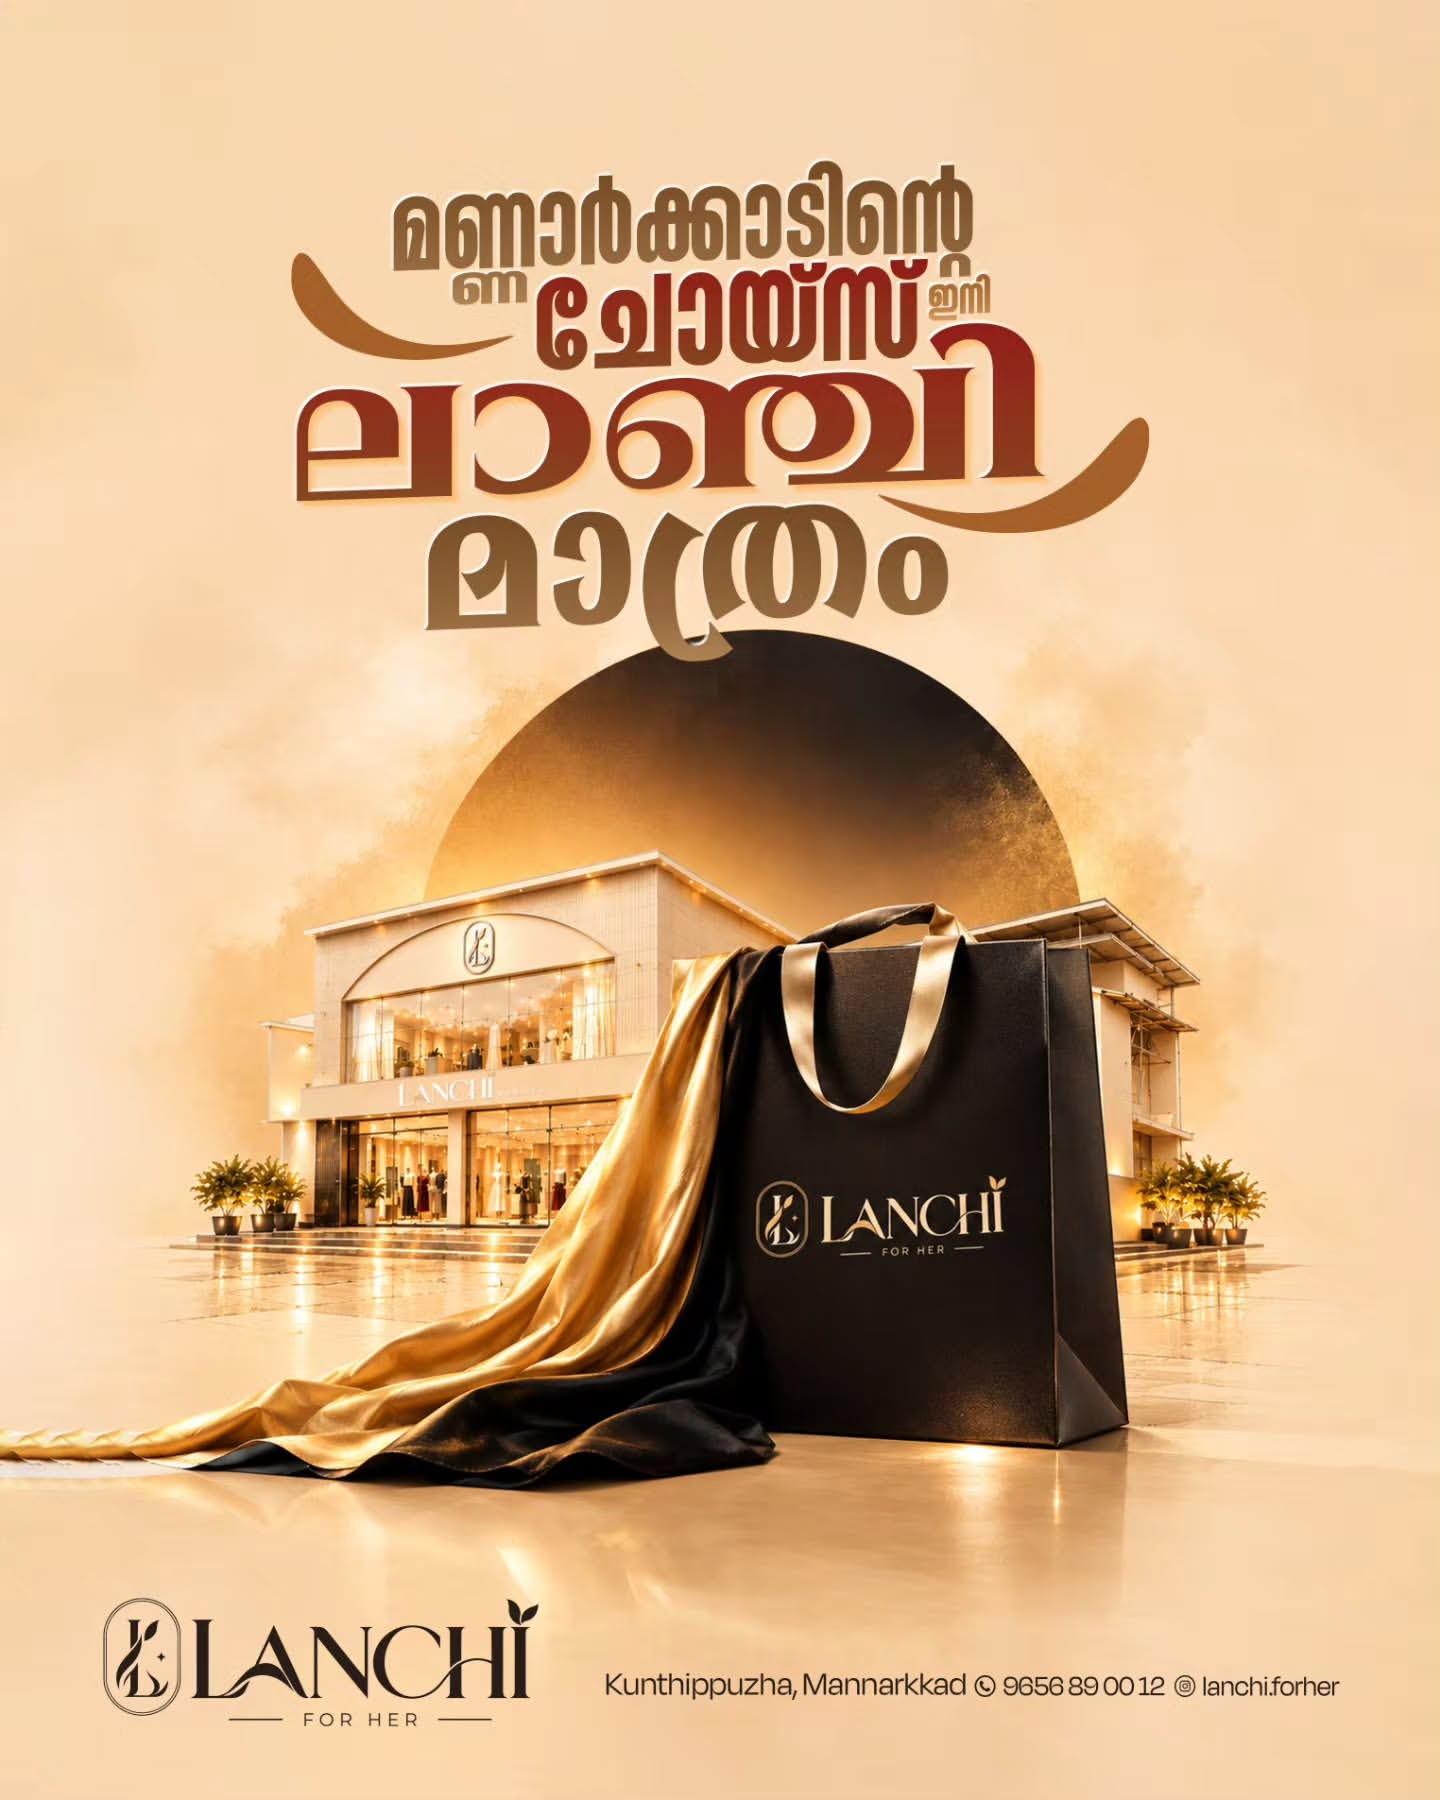 മണ്ണാർക്കാടിന്റെ
ചോയ്സ് ഇനി
ലാഞ്ചി
മാത്രം
LANCHI
LANCHI
FOR HER
LANCHI
FOR HER
Kunthippuzha, Mannarkkad 9656 89 00 12 lanchi.forher